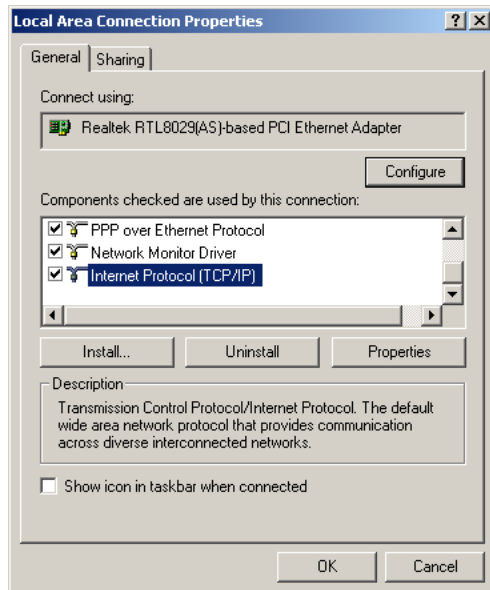 Local Area Connection Properties
General Sharing
Connect using:
Realtek RTL8029(AS)-based PCI Ethernet Adapter
Configure
Components checked are used by this connection:
PPP over Ethernet Protocol
Network Monitor Driver
Internet Protocol (TCP/IP)
Install... Uninstall Properties
Description
Transmission Control Protocol/Internet Protocol. The default
wide area network protocol that provides communication
across diverse interconnected networks.
Show icon in taskbar when connected
OK Cancel